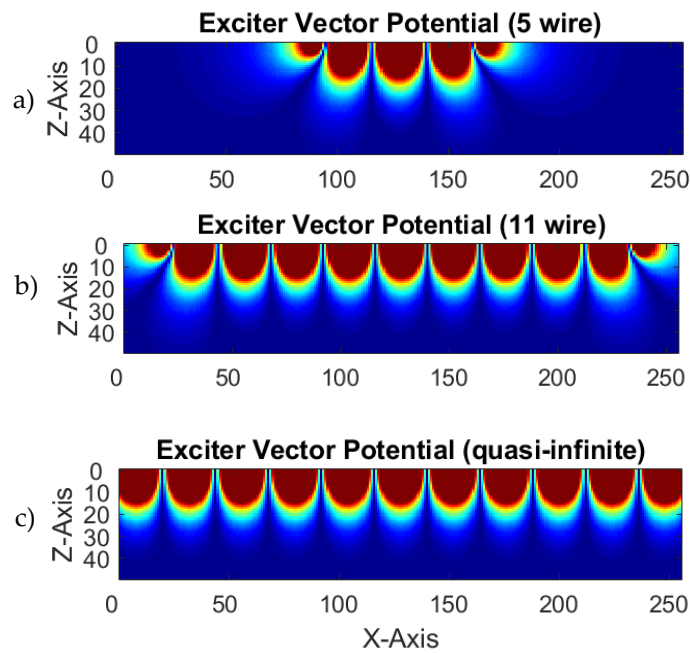 Exciter Vector Potential (5 wire)
a)
Z-Axis
0
10
20
30
40
0 50 100 150 200 250
Exciter Vector Potential (11 wire)
b)
Z-Axis
0
10
20
30
40
0 50 100 150 200 250
Exciter Vector Potential (quasi-infinite)
c)
Z-Axis
0
10
20
30
40
0 50 100 150 200 250
X-Axis